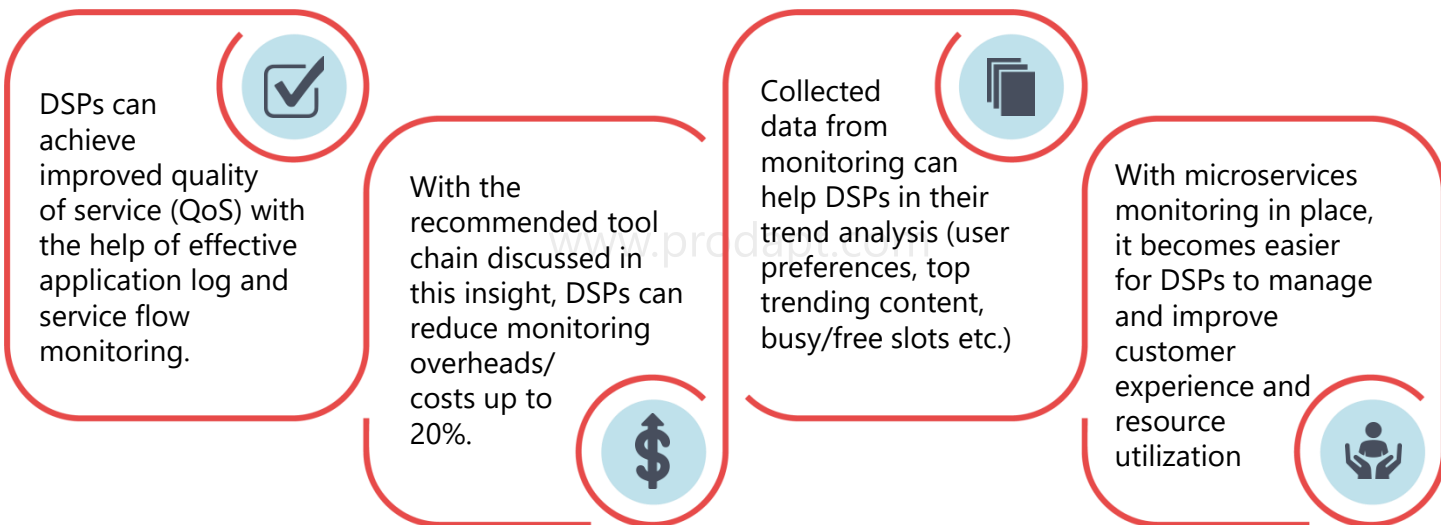 DSPs can
achieve
improved quality
of service (QoS) with
the help of effective
application log and
service flow
monitoring.
With the
recommended tool
chain discussed in
this insight, DSPs can
reduce monitoring
overheads/
costs up to
20%.
Collected
data from
monitoring can
help DSPs in their
trend analysis (user
preferences, top
trending content,
busy/free slots etc.)
With microservices
monitoring in place,
it becomes easier
for DSPs to manage
and improve
customer
experience and
resource
utilization
www.prodapt.com